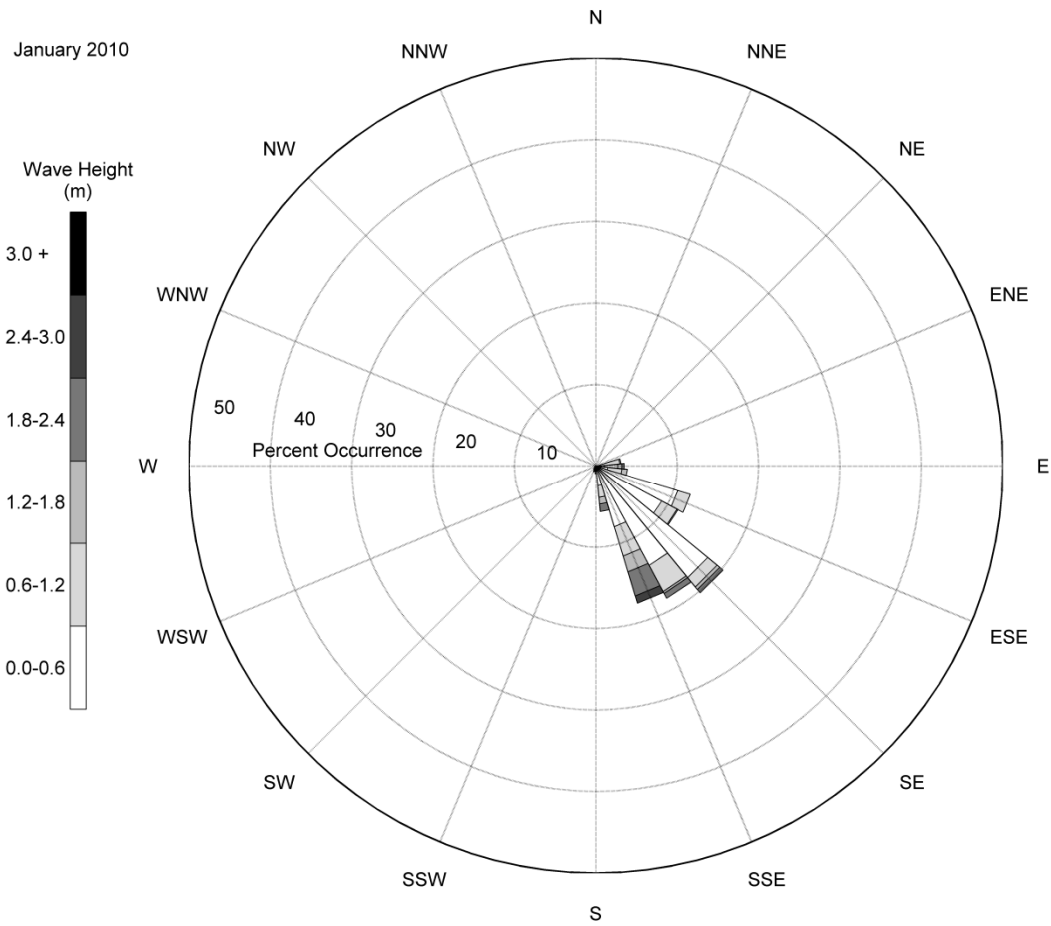 N
January 2010
NNW
NNE
NW
NE
Wave Height
(m)
3.0 +
WNW
ENE
2.4-3.0
1.8-2.4
50
40
30
20
10
Percent Occurrence
W
E
1.2-1.8
0.6-1.2
WSW
ESE
0.0-0.6
SW
SE
SSW
SSE
S